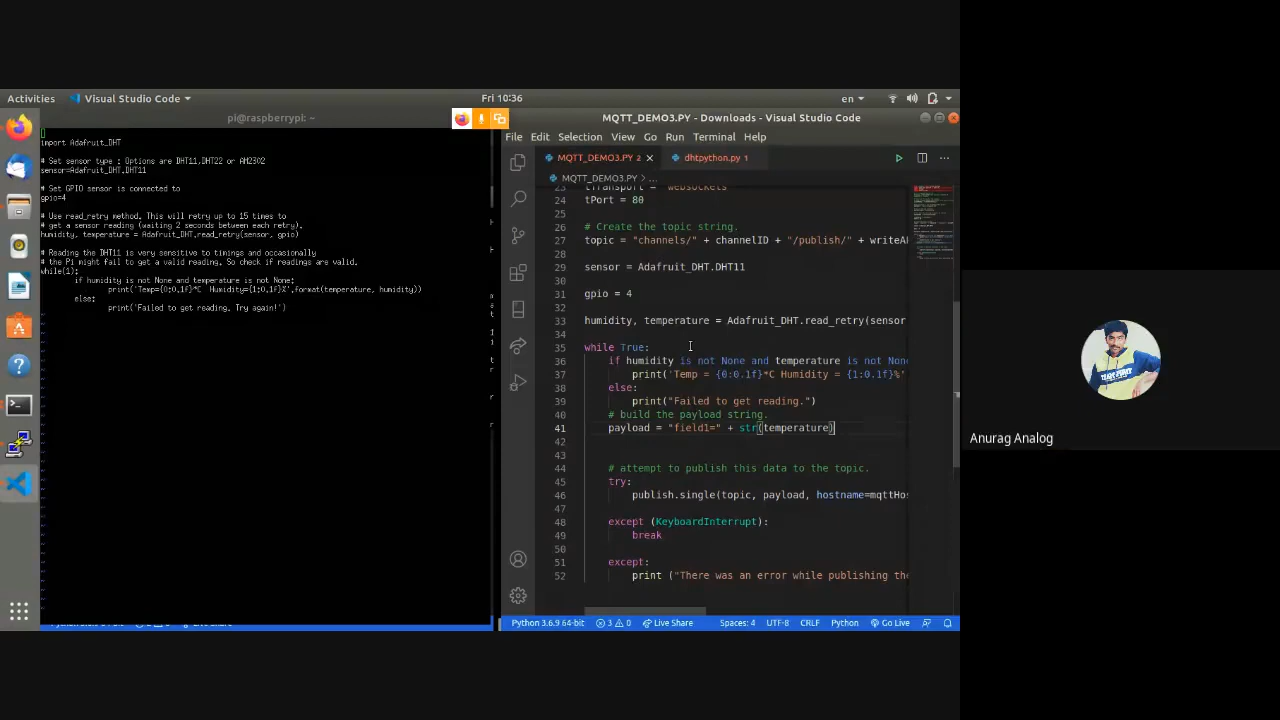 Activities
Visual Studio Code
Fri 10:36
en
pi@raspberrypi: ~
import Adafruit_DHT
# Set sensor type : Options are DHT11,DHT22 or AM2302
sensor=Adafruit_DHT.DHT11
# Set GPIO sensor is connected to
gpio=4
# Use read_retry method. This will retry up to 15 times to
# get a sensor reading (waiting 2 seconds between each retry).
humidity, temperature = Adafruit_DHT.read_retry(sensor, gpio)
# Reading the DHT11 is very sensitive to timings and occasionally
# the Pi might fail to get a valid reading. So check if readings are valid.
while(1):
if humidity is not None and temperature is not None:
print('Temp={0:0.1f}*C Humidity={1:0.1f}%'.format(temperature, humidity))
else:
print('Failed to get reading. Try again!')
MQTT_DEMO3.PY - Downloads - Visual Studio Code
File Edit Selection View Go Run Terminal Help
MQTT_DEMO3.PY 2
dhtpython.py 1
MQTT_DEMO3.PY > ...
23 tTransport = "websockets"
24 tPort = 80
25
26 # Create the topic string.
27 topic = "channels/" + channelID + "/publish/" + writeA
28
29 sensor = Adafruit_DHT.DHT11
30
31 gpio = 4
32
33 humidity, temperature = Adafruit_DHT.read_retry(sensor
34
35 while True:
36 if humidity is not None and temperature is not Non
37 print('Temp = {0:0.1f}*C Humidity = {1:0.1f}%'
38 else:
39 print("Failed to get reading.")
40 # build the payload string.
41 payload = "field1=" + str(temperature)
42
43
44 # attempt to publish this data to the topic.
45 try:
46 publish.single(topic, payload, hostname=mqttHos
47
48 except (KeyboardInterrupt):
49 break
50
51 except:
52 print ("There was an error while publishing the
Python 3.6.9 64-bit
3 0
Live Share
Spaces: 4
UTF-8
CRLF
Python
Go Live
Anurag Analog